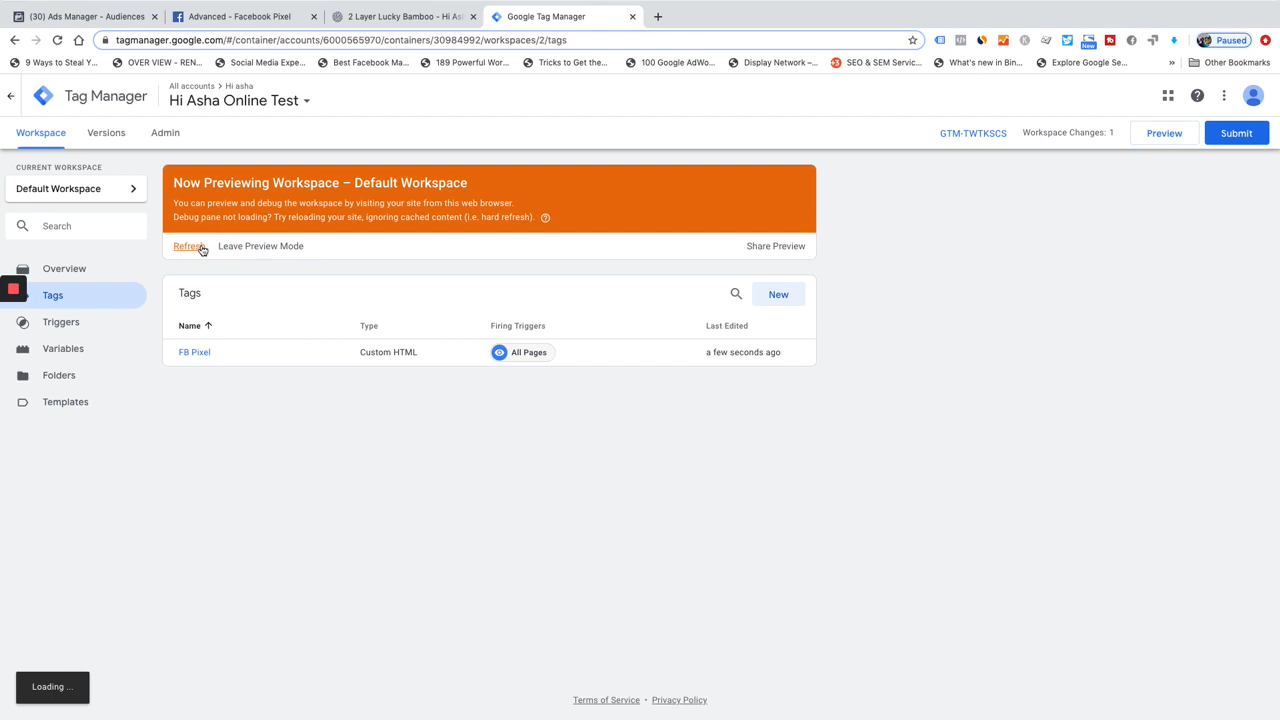 (30) Ads Manager - Audiences
Advanced - Facebook Pixel
2 Layer Lucky Bamboo - Hi As
Google Tag Manager
tagmanager.google.com/#/container/accounts/6000565970/containers/30984992/workspaces/2/tags
New
Paused
9 Ways to Steal Y...
OVER VIEW - REN...
Social Media Expe...
Best Facebook Ma...
189 Powerful Wor...
Tricks to Get the...
100 Google AdWo...
Display Network –...
SEO & SEM Servic...
What's new in Bin...
Explore Google Se...
»
Other Bookmarks
Tag Manager
All accounts > Hi asha
Hi Asha Online Test
Workspace
Versions
Admin
GTM-TWTKSCS
Workspace Changes: 1
Preview
Submit
CURRENT WORKSPACE
Default Workspace
Search
Overview
Tags
Triggers
Variables
Folders
Templates
Now Previewing Workspace – Default Workspace
You can preview and debug the workspace by visiting your site from this web browser.
Debug pane not loading? Try reloading your site, ignoring cached content (i.e. hard refresh).
Refresh
Leave Preview Mode
Share Preview
Tags
New
Name
Type
Firing Triggers
Last Edited
FB Pixel
Custom HTML
All Pages
a few seconds ago
Loading ...
Terms of Service • Privacy Policy